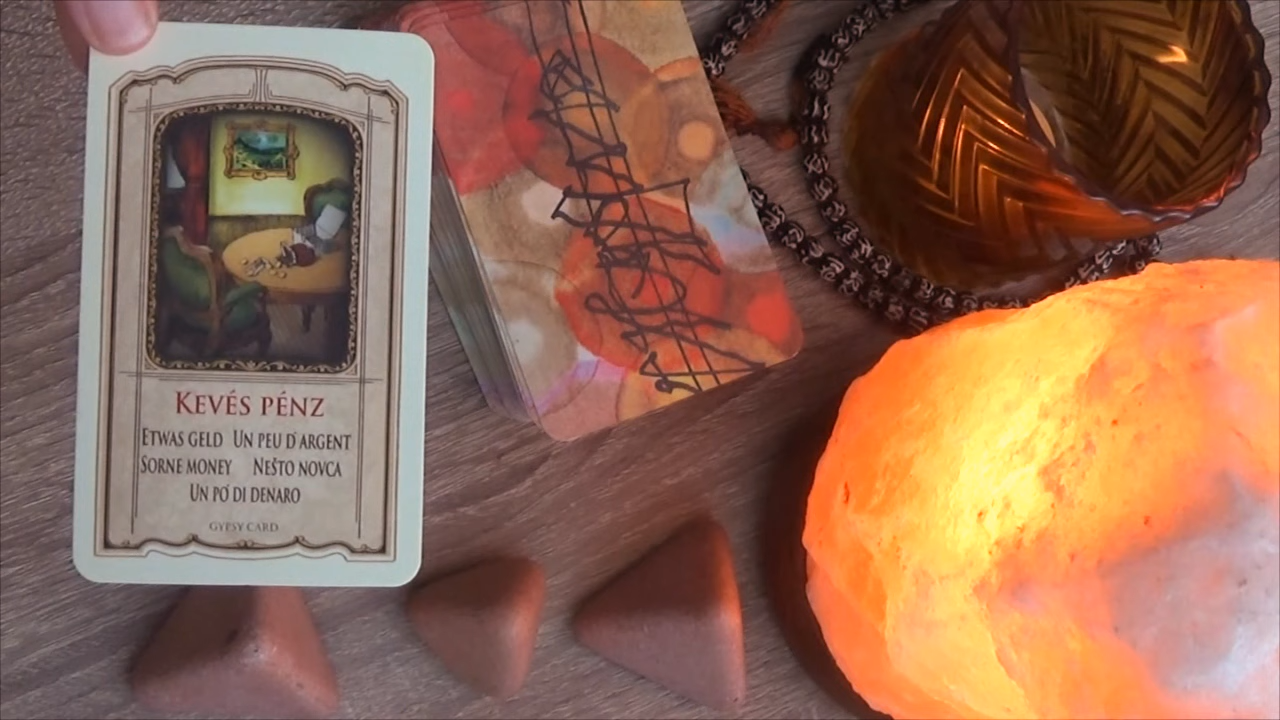 KEVÉS PÉNZ
ETWAS GELD UN PEU D'ARGENT
SORNE MONEY NEŠTO NOVCA
UN PO' DI DENARO
GYPSY CARD